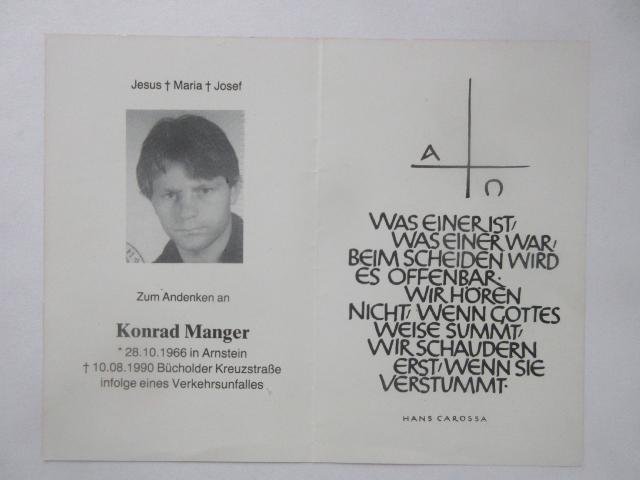 Jesus † Maria † Josef
Zum Andenken an
Konrad Manger
* 28.10.1966 in Arnstein
† 10.08.1990 Bücholder Kreuzstraße
infolge eines Verkehrsunfalles
A
Ω
WAS EINER IST,
WAS EINER WAR,
BEIM SCHEIDEN WIRD
ES OFFENBAR.
WIR HÖREN
NICHT, WENN GOTTES
WEISE SUMMT,
WIR SCHAUDERN
ERST, WENN SIE
VERSTUMMT.
HANS CAROSSA